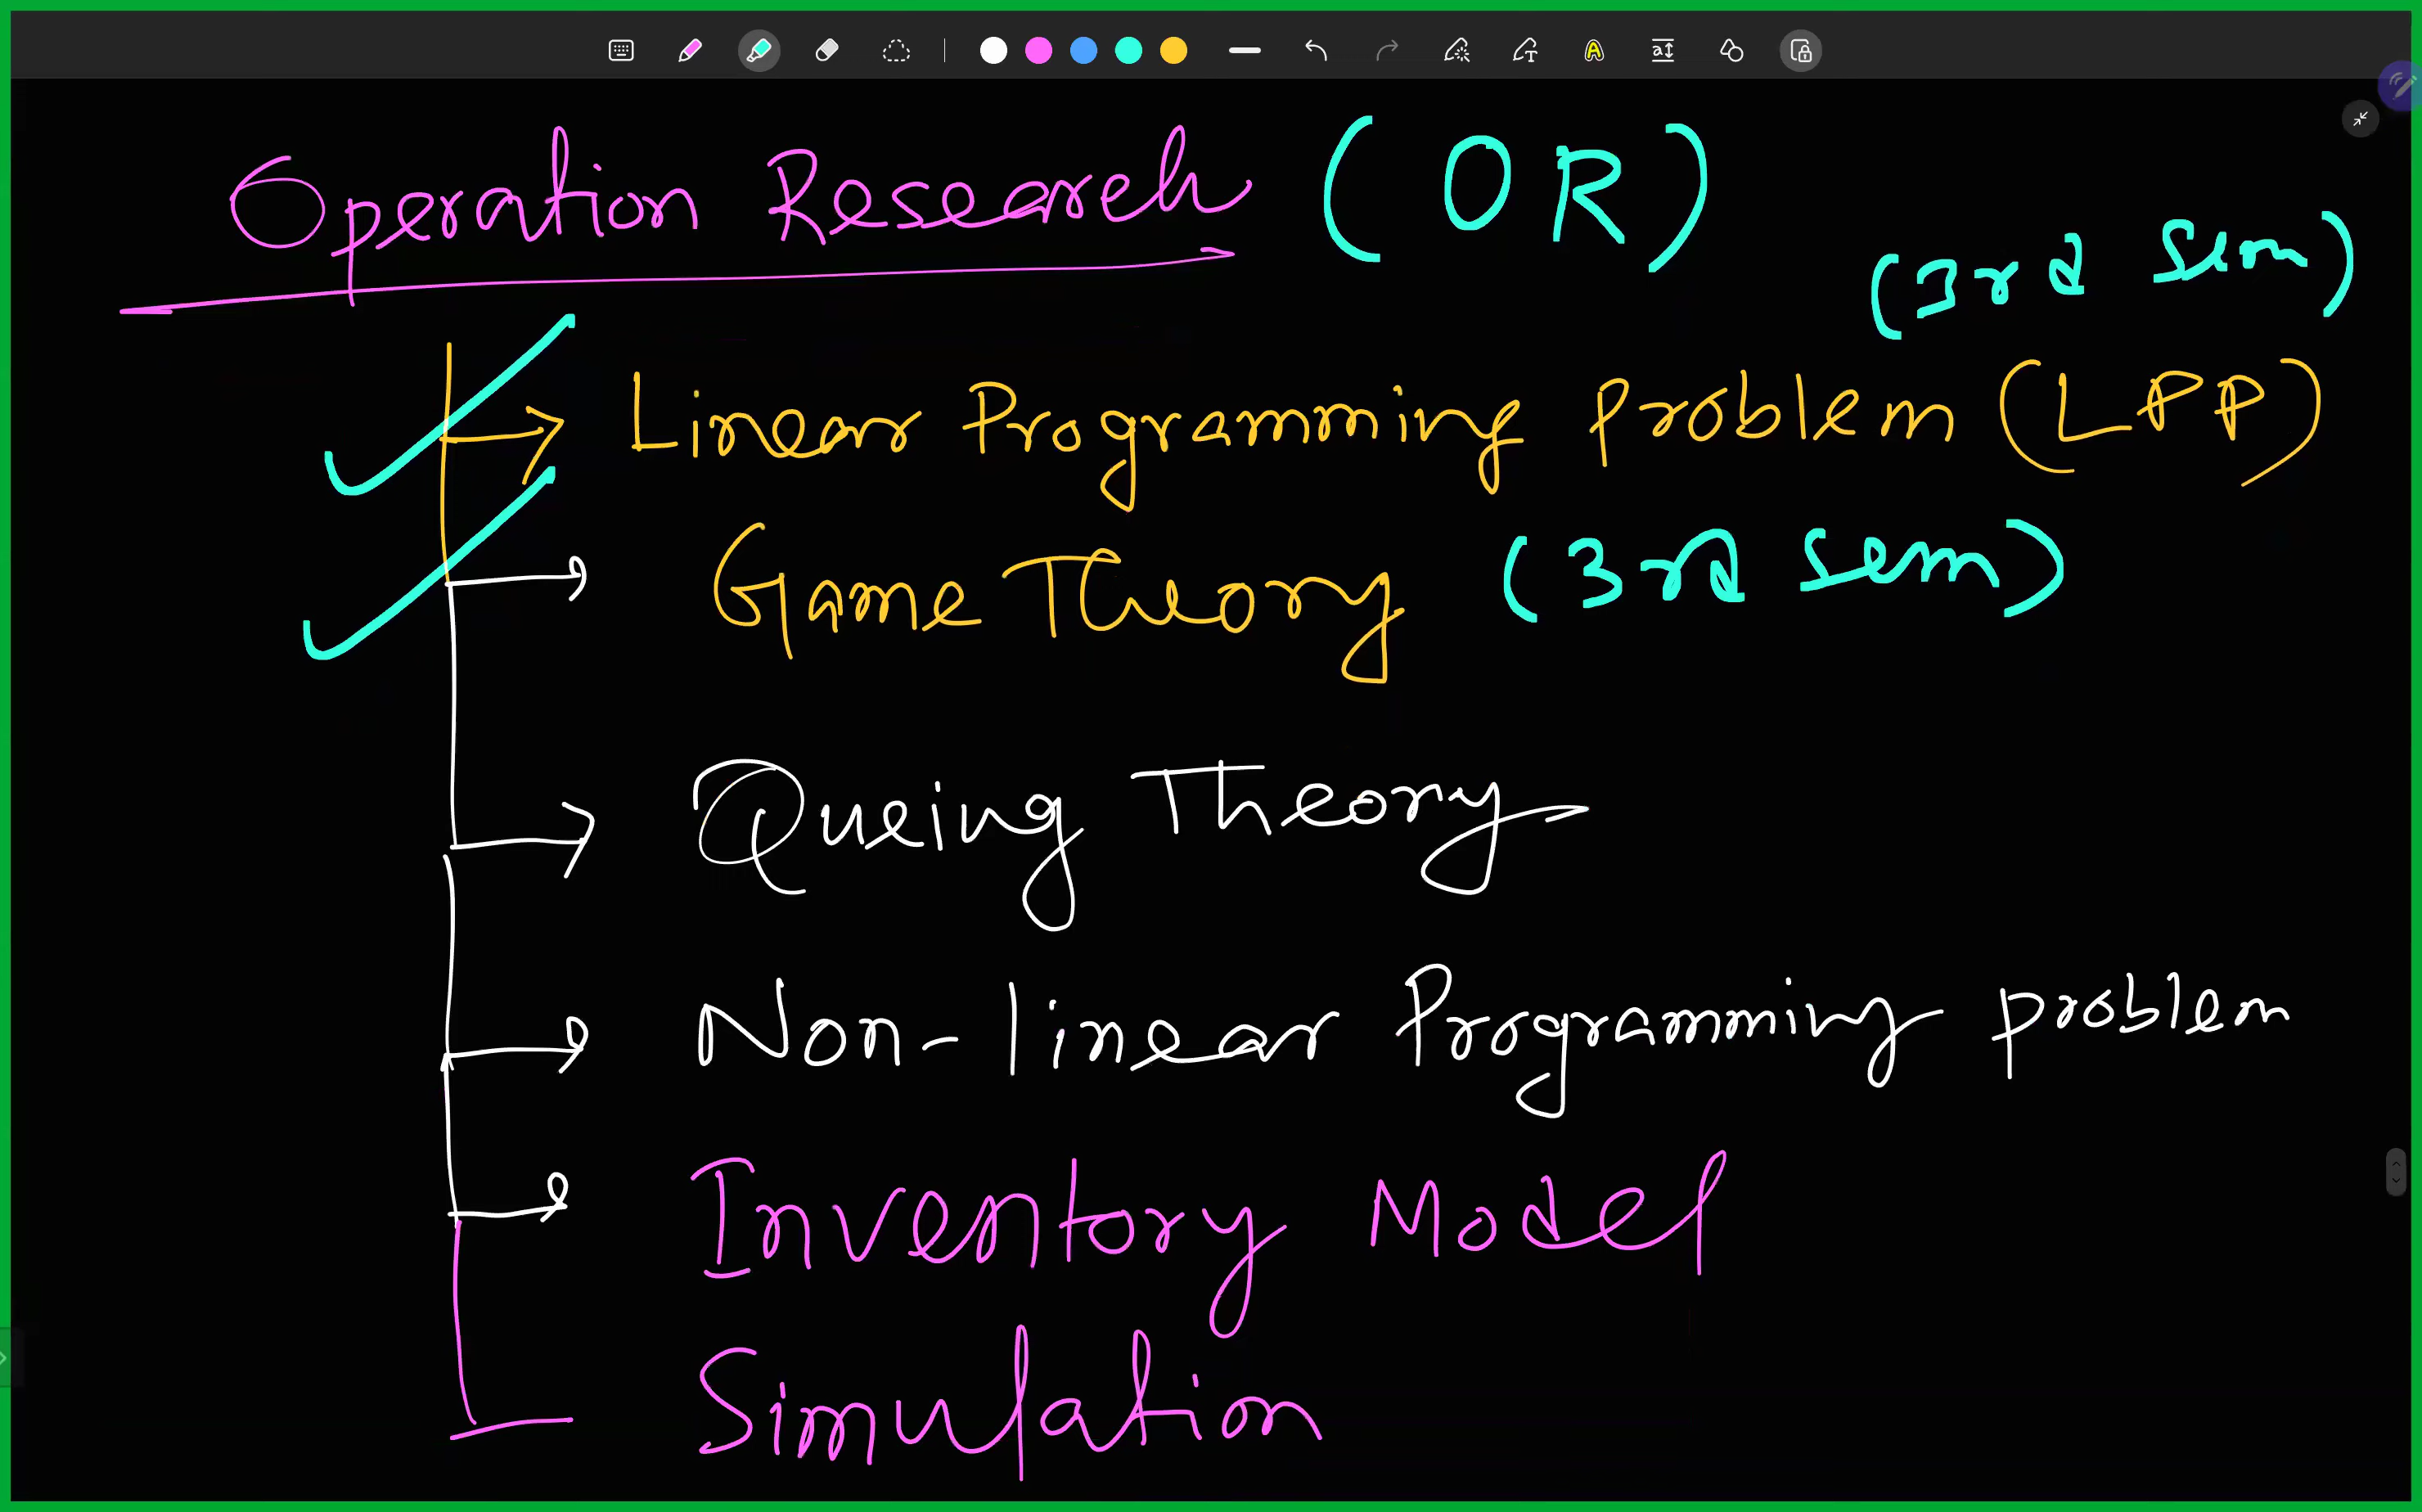 Operation Research (OR)
(3rd Sem)
Linear Programming Problem (LPP)
Game Theory (3rd Sem)
Queing Theory
Non-linear Programming problem
Inventory Model
Simulation